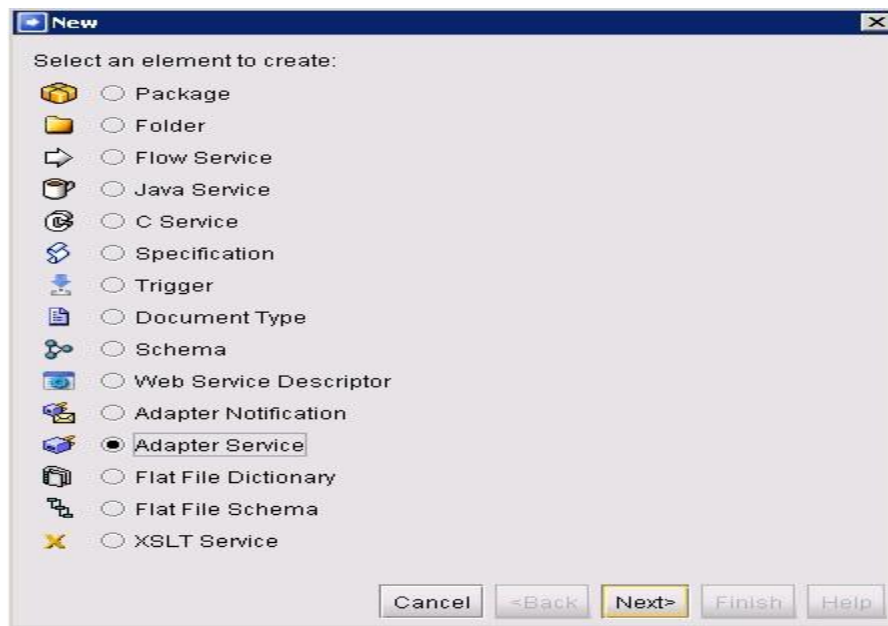 New
Select an element to create:
Package
Folder
Flow Service
Java Service
C Service
Specification
Trigger
Document Type
Schema
Web Service Descriptor
Adapter Notification
Adapter Service
Flat File Dictionary
Flat File Schema
XSLT Service
Cancel <Back Next> Finish Help